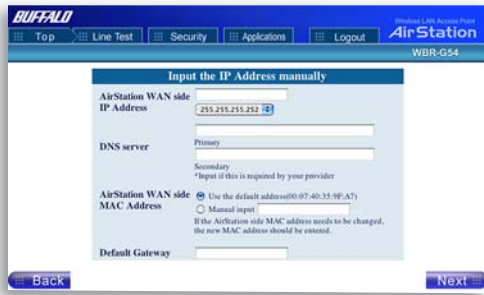 BUFFALO
Wireless LAN Access Point
AirStation
Top Line Test Security Applications Logout
WBR-G54
Input the IP Address manually
AirStation WAN side IP Address
255.255.255.252
DNS server
Primary
Secondary
*Input if this is required by your provider
AirStation WAN side MAC Address
Use the default address(00:07:40:35:9F:A7)
Manual input
If the AirStation side MAC address needs to be changed,
the new MAC address should be entered.
Default Gateway
Back
Next